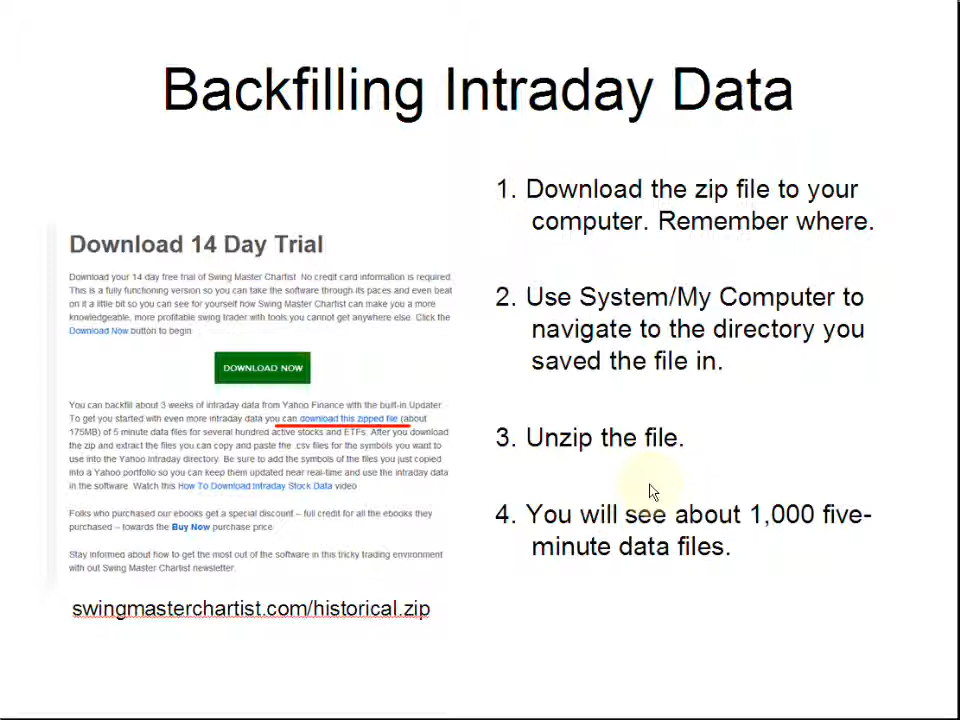 Backfilling Intraday Data
Download 14 Day Trial
Download your 14 day free trial of Swing Master Chartist. No credit card information is required.
This is a fully functioning version so you can take the software through its paces and even beat
on it a little bit so you can see for yourself how Swing Master Chartist can make you a more
knowledgeable, more profitable swing trader with tools you cannot get anywhere else. Click the
Download Now button to begin
DOWNLOAD NOW
You can backfill about 3 weeks of intraday data from Yahoo Finance with the built-in Updater.
To get you started with even more intraday data you can download this zipped file (about
175MB) of 5 minute data files for several hundred active stocks and ETFs. After you download
the zip and extract the files you can copy and paste the .csv files for the symbols you want to
use into the Yahoo Intraday directory. Be sure to add the symbols of the files you just copied
into a Yahoo portfolio so you can keep them updated near real-time and use the intraday data
in the software. Watch this How To Download Intraday Stock Data video
Folks who purchased our ebooks get a special discount – full credit for all the ebooks they
purchased – towards the Buy Now purchase price
Stay informed about how to get the most out of the software in this tricky trading environment
with out Swing Master Chartist newsletter.
swingmasterchartist.com/historical.zip
1. Download the zip file to your
computer. Remember where.
2. Use System/My Computer to
navigate to the directory you
saved the file in.
3. Unzip the file.
4. You will see about 1,000 five-
minute data files.